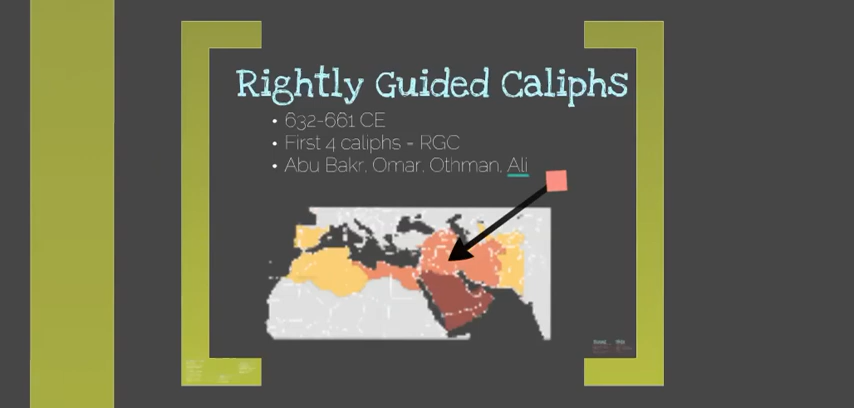 Rightly Guided Caliphs
• 632-661 CE
• First 4 caliphs - RGC
• Abu Bakr, Omar, Othman, Ali